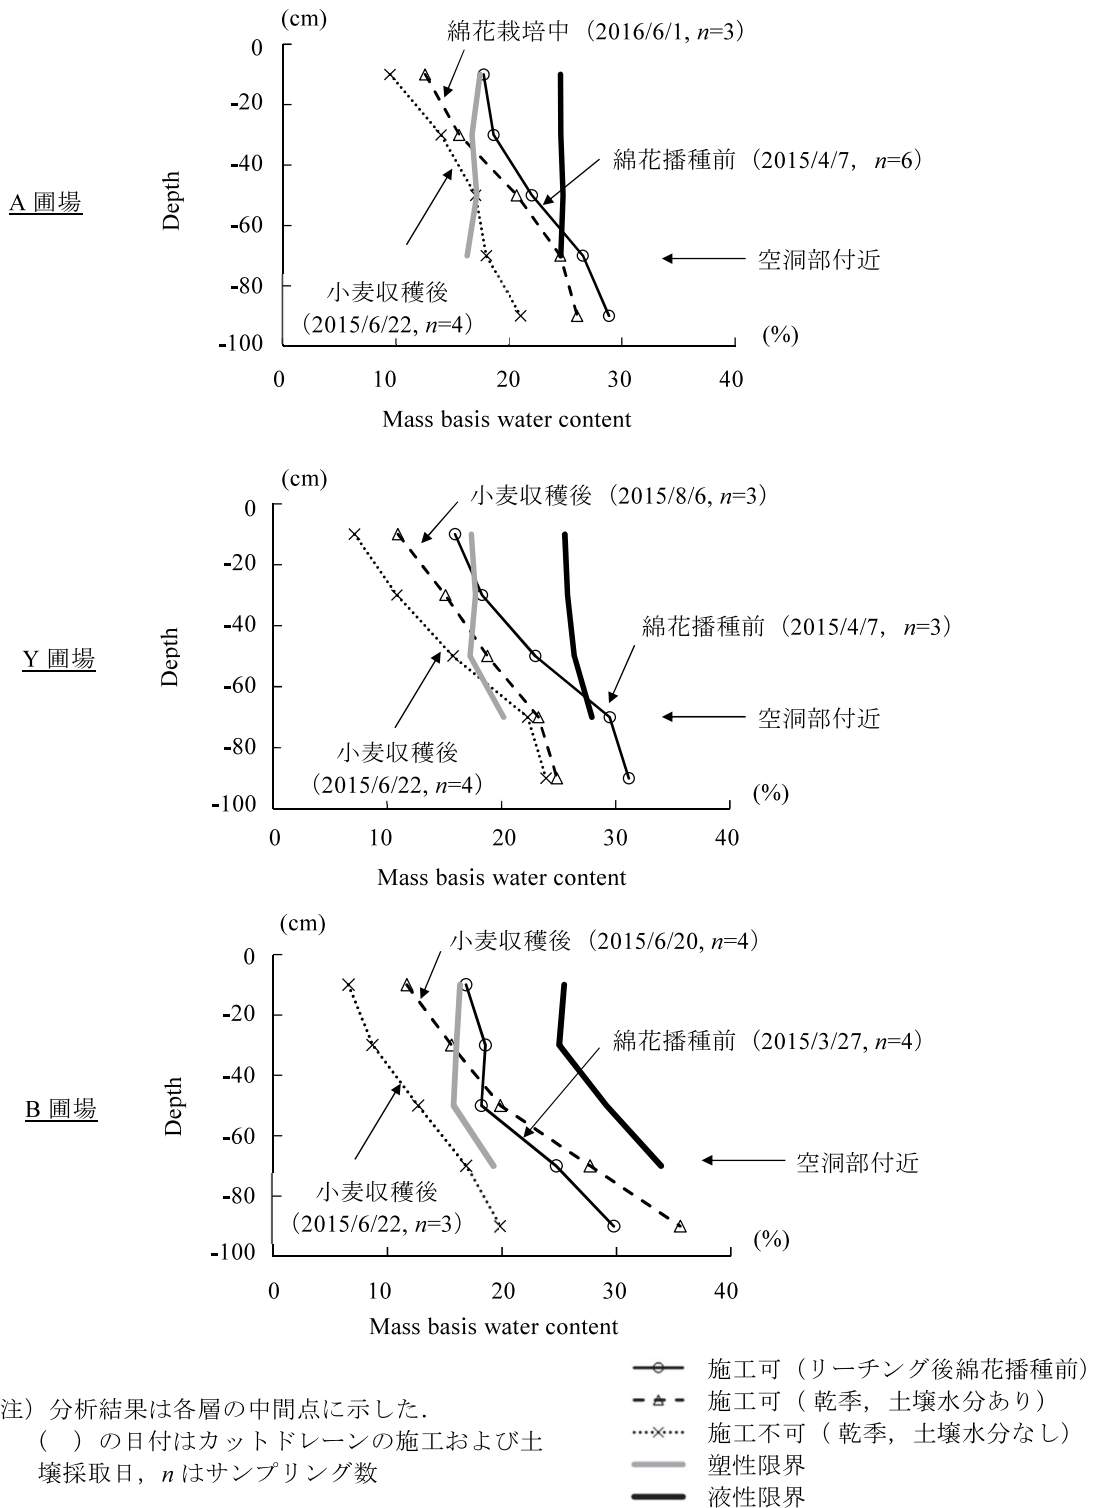 (cm)
綿花栽培中（2016/6/1, n=3）
0
-20
-40
-60
-80
-100
Depth
A 圃場
綿花播種前（2015/4/7，n=6）
空洞部付近
小麦収穫後
（2015/6/22, n=4）
(%)
0 10 20 30 40
Mass basis water content
(cm)
小麦収穫後（2015/8/6, n=3）
0
-20
-40
-60
-80
-100
Depth
Y 圃場
綿花播種前（2015/4/7，n=3）
空洞部付近
小麦収穫後
（2015/6/22, n=4）
(%)
0 10 20 30 40
Mass basis water content
(cm)
小麦収穫後（2015/6/20, n=4）
0
-20
-40
-60
-80
-100
Depth
B 圃場
綿花播種前（2015/3/27, n=4）
空洞部付近
小麦収穫後
（2015/6/22, n=3）
(%)
0 10 20 30 40
Mass basis water content
施工可（リーチング後綿花播種前）
施工可（ 乾季，土壌水分あり）
施工不可（ 乾季，土壌水分なし）
塑性限界
液性限界
注）分析結果は各層の中間点に示した．
（　）の日付はカットドレーンの施工および土
壌採取日，n はサンプリング数